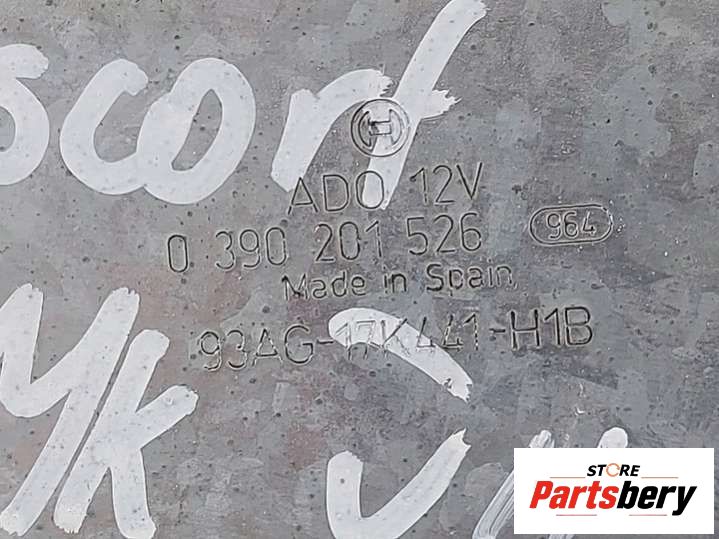 scort
ADO 12V
0 390 201 526
964
Made in Spain
93AG-17K441-H1B
MK
STORE
Partsbery